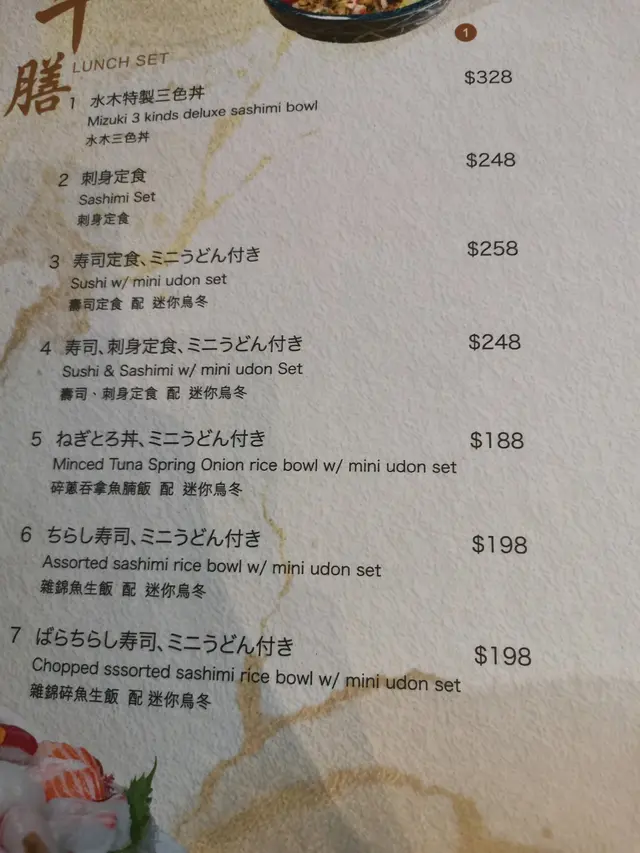 膳
LUNCH SET
1
1 水木特製三色丼 $328
Mizuki 3 kinds deluxe sashimi bowl
水木三色丼
2 刺身定食 $248
Sashimi Set
刺身定食
3 寿司定食、ミニうどん付き $258
Sushi w/ mini udon set
壽司定食 配 迷你烏冬
4 寿司、刺身定食、ミニうどん付き $248
Sushi & Sashimi w/ mini udon Set
壽司、刺身定食 配 迷你烏冬
5 ねぎとろ丼、ミニうどん付き $188
Minced Tuna Spring Onion rice bowl w/ mini udon set
碎蔥吞拿魚腩飯 配 迷你烏冬
6 ちらし寿司、ミニうどん付き $198
Assorted sashimi rice bowl w/ mini udon set
雜錦魚生飯 配 迷你烏冬
7 ばらちらし寿司、ミニうどん付き $198
Chopped sssorted sashimi rice bowl w/ mini udon set
雜錦碎魚生飯 配 迷你烏冬